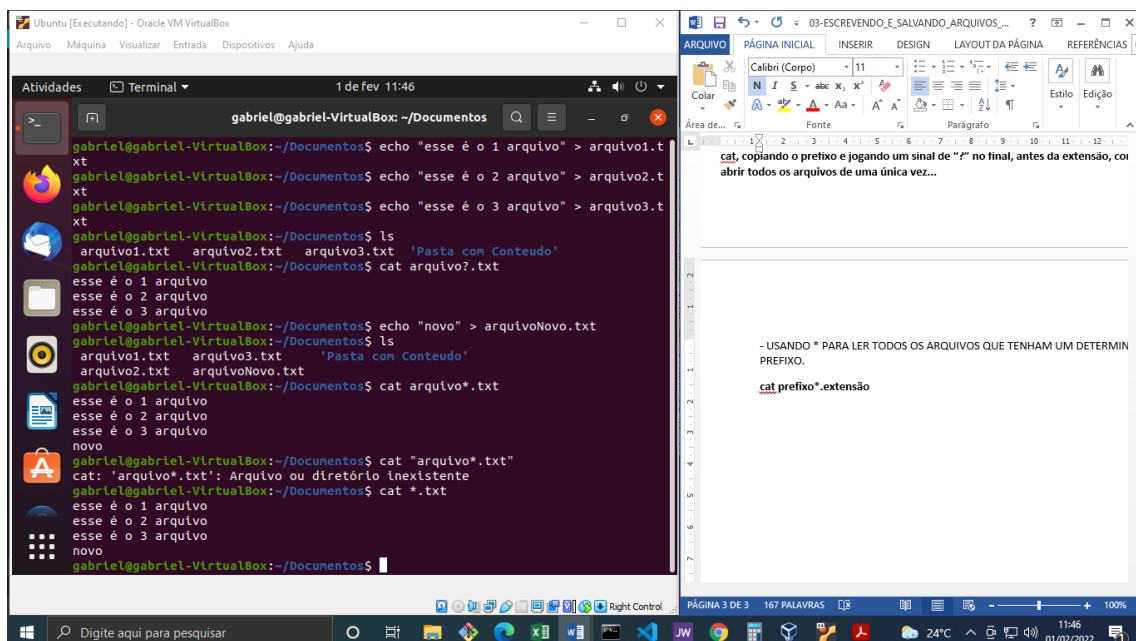 Ubuntu [Executando] - Oracle VM VirtualBox
Arquivo Máquina Visualizar Entrada Dispositivos Ajuda
Atividades Terminal 1 de fev 11:46
gabriel@gabriel-VirtualBox: ~/Documentos
gabriel@gabriel-VirtualBox:~/Documentos$ echo "esse é o 1 arquivo" > arquivo1.t
xt
gabriel@gabriel-VirtualBox:~/Documentos$ echo "esse é o 2 arquivo" > arquivo2.t
xt
gabriel@gabriel-VirtualBox:~/Documentos$ echo "esse é o 3 arquivo" > arquivo3.t
xt
gabriel@gabriel-VirtualBox:~/Documentos$ ls
arquivo1.txt arquivo2.txt arquivo3.txt 'Pasta com Conteudo'
gabriel@gabriel-VirtualBox:~/Documentos$ cat arquivo?.txt
esse é o 1 arquivo
esse é o 2 arquivo
esse é o 3 arquivo
gabriel@gabriel-VirtualBox:~/Documentos$ echo "novo" > arquivoNovo.txt
gabriel@gabriel-VirtualBox:~/Documentos$ ls
arquivo1.txt arquivo3.txt 'Pasta com Conteudo'
arquivo2.txt arquivoNovo.txt
gabriel@gabriel-VirtualBox:~/Documentos$ cat arquivo*.txt
esse é o 1 arquivo
esse é o 2 arquivo
esse é o 3 arquivo
novo
gabriel@gabriel-VirtualBox:~/Documentos$ cat "arquivo*.txt"
cat: 'arquivo*.txt': Arquivo ou diretório inexistente
gabriel@gabriel-VirtualBox:~/Documentos$ cat *.txt
esse é o 1 arquivo
esse é o 2 arquivo
esse é o 3 arquivo
novo
gabriel@gabriel-VirtualBox:~/Documentos$
Right Control
03-ESCREVENDO_E_SALVANDO_ARQUIVOS_...
ARQUIVO PÁGINA INICIAL INSERIR DESIGN LAYOUT DA PÁGINA REFERÊNCIAS
Calibri (Corpo) 11
N I S abc X₂ X²
Colar Estilo Edição
Área de... Fonte Parágrafo
cat, copiando o prefixo e jogando um sinal de “?” no final, antes da extensão, co
abrir todos os arquivos de uma única vez...
- USANDO * PARA LER TODOS OS ARQUIVOS QUE TENHAM UM DETERMIN
PREFIXO.
cat prefixo*.extensão
PÁGINA 3 DE 3 167 PALAVRAS 100%
Digite aqui para pesquisar
JW
24°C
11:46
01/02/2022